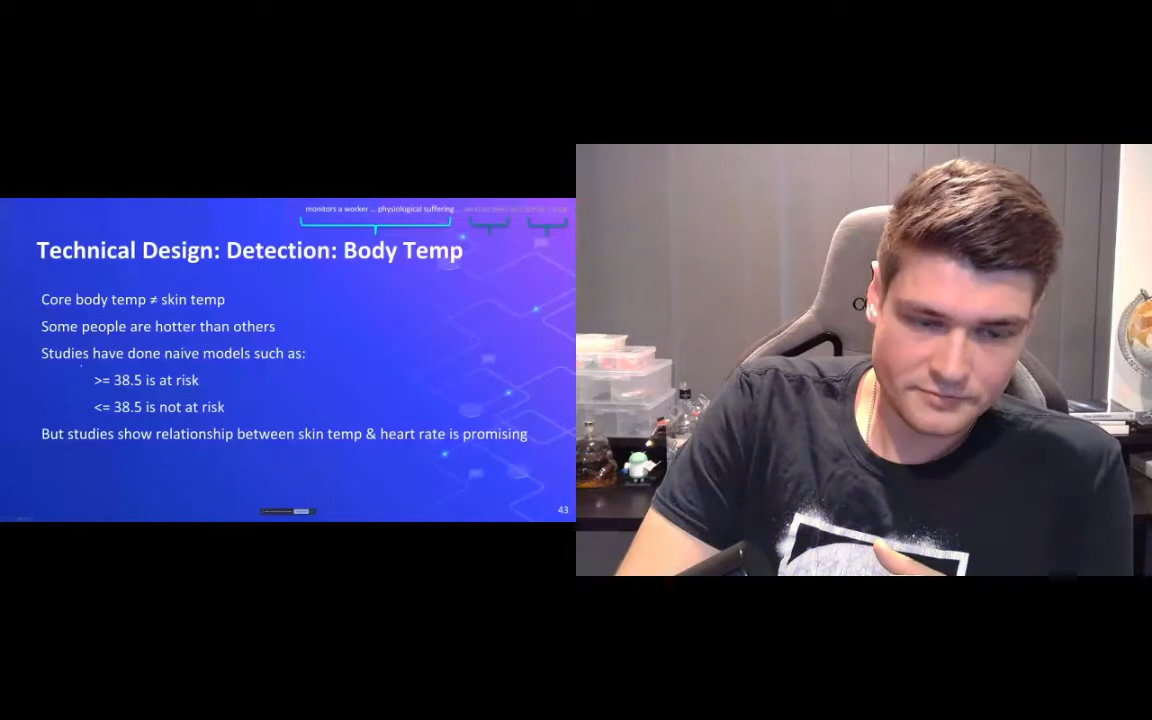 monitors a worker ... physiological suffering
Technical Design: Detection: Body Temp
Core body temp ≠ skin temp
Some people are hotter than others
Studies have done naive models such as:
>= 38.5 is at risk
<= 38.5 is not at risk
But studies show relationship between skin temp & heart rate is promising
43